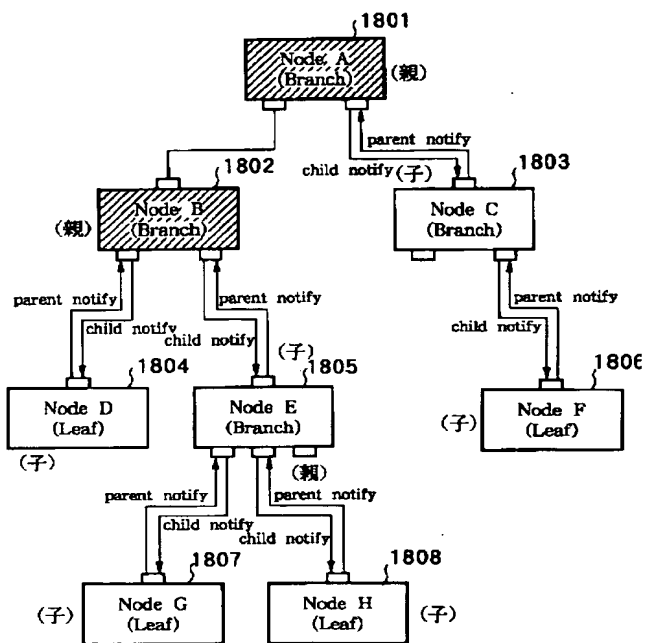 1801
Node A
(Branch)
(親)
parent notify
child notify
(子)
1802
1803
(親)
Node B
(Branch)
Node C
(Branch)
parent notify
child notify
parent notify
child notify
parent notify
child notify
1804
(子)
1805
1806
Node D
(Leaf)
(子)
Node E
(Branch)
(親)
(子)
Node F
(Leaf)
parent notify
child notify
parent notify
child notify
1807
1808
(子)
Node G
(Leaf)
Node H
(Leaf)
(子)